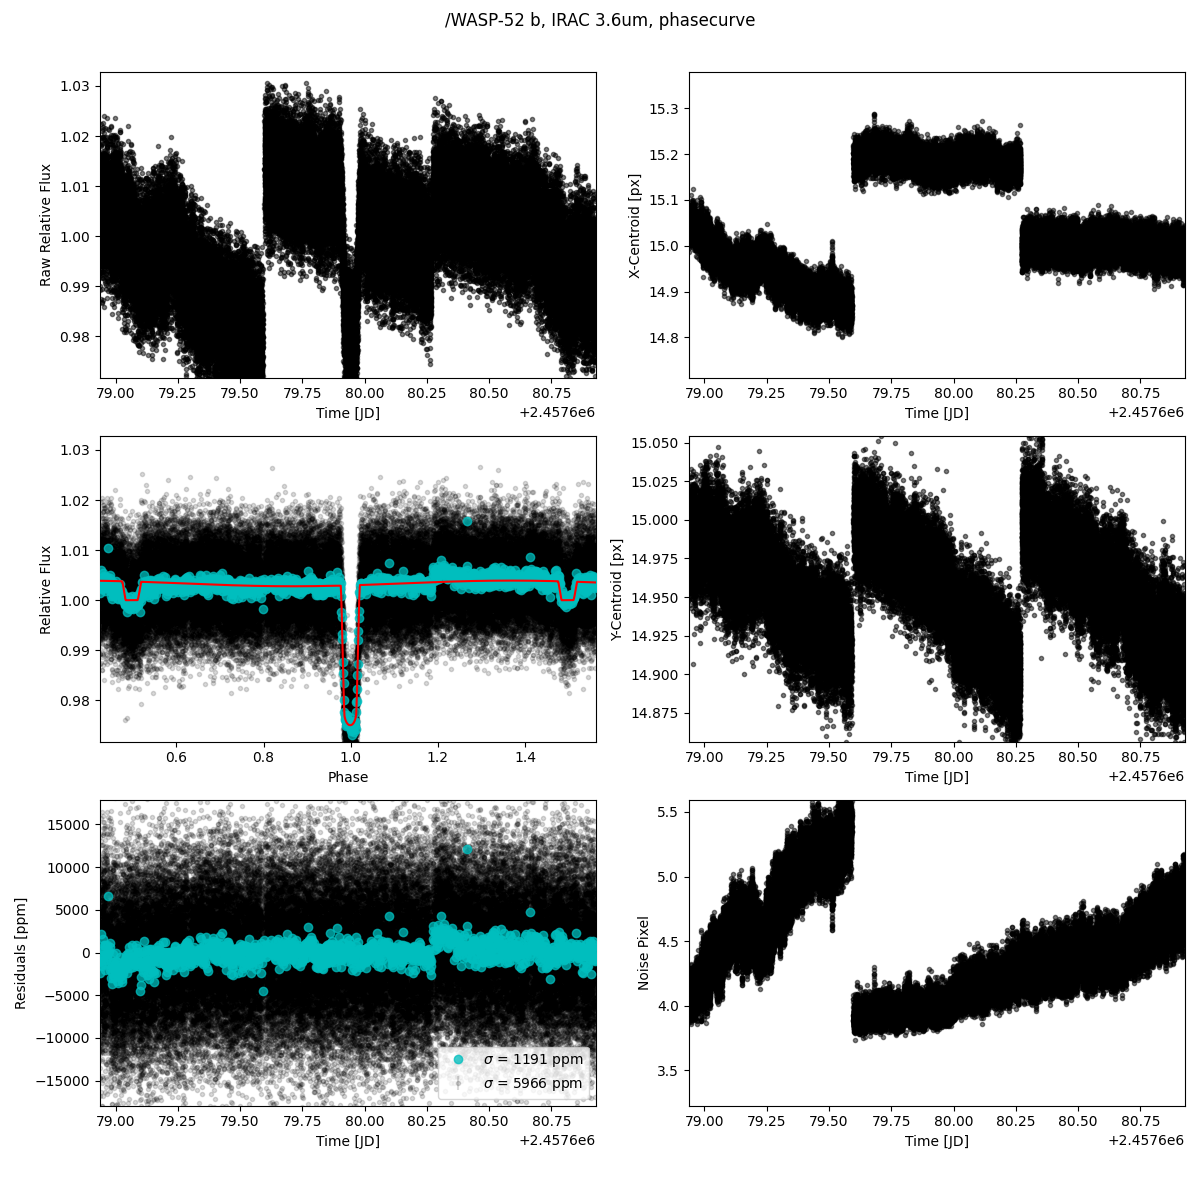 /WASP-52 b, IRAC 3.6um, phasecurve
1.03
1.02
1.01
1.00
0.99
0.98
Raw Relative Flux
79.00 79.25 79.50 79.75 80.00 80.25 80.50 80.75
Time [JD]
+2.4576e6
15.3
15.2
15.1
15.0
14.9
14.8
X-Centroid [px]
79.00 79.25 79.50 79.75 80.00 80.25 80.50 80.75
Time [JD]
+2.4576e6
1.03
1.02
1.01
1.00
0.99
0.98
Relative Flux
0.6 0.8 1.0 1.2 1.4
Phase
15.050
15.025
15.000
14.975
14.950
14.925
14.900
14.875
Y-Centroid [px]
79.00 79.25 79.50 79.75 80.00 80.25 80.50 80.75
Time [JD]
+2.4576e6
15000
10000
5000
0
−5000
−10000
−15000
Residuals [ppm]
σ = 1191 ppm
σ = 5966 ppm
79.00 79.25 79.50 79.75 80.00 80.25 80.50 80.75
Time [JD]
+2.4576e6
5.5
5.0
4.5
4.0
3.5
Noise Pixel
79.00 79.25 79.50 79.75 80.00 80.25 80.50 80.75
Time [JD]
+2.4576e6